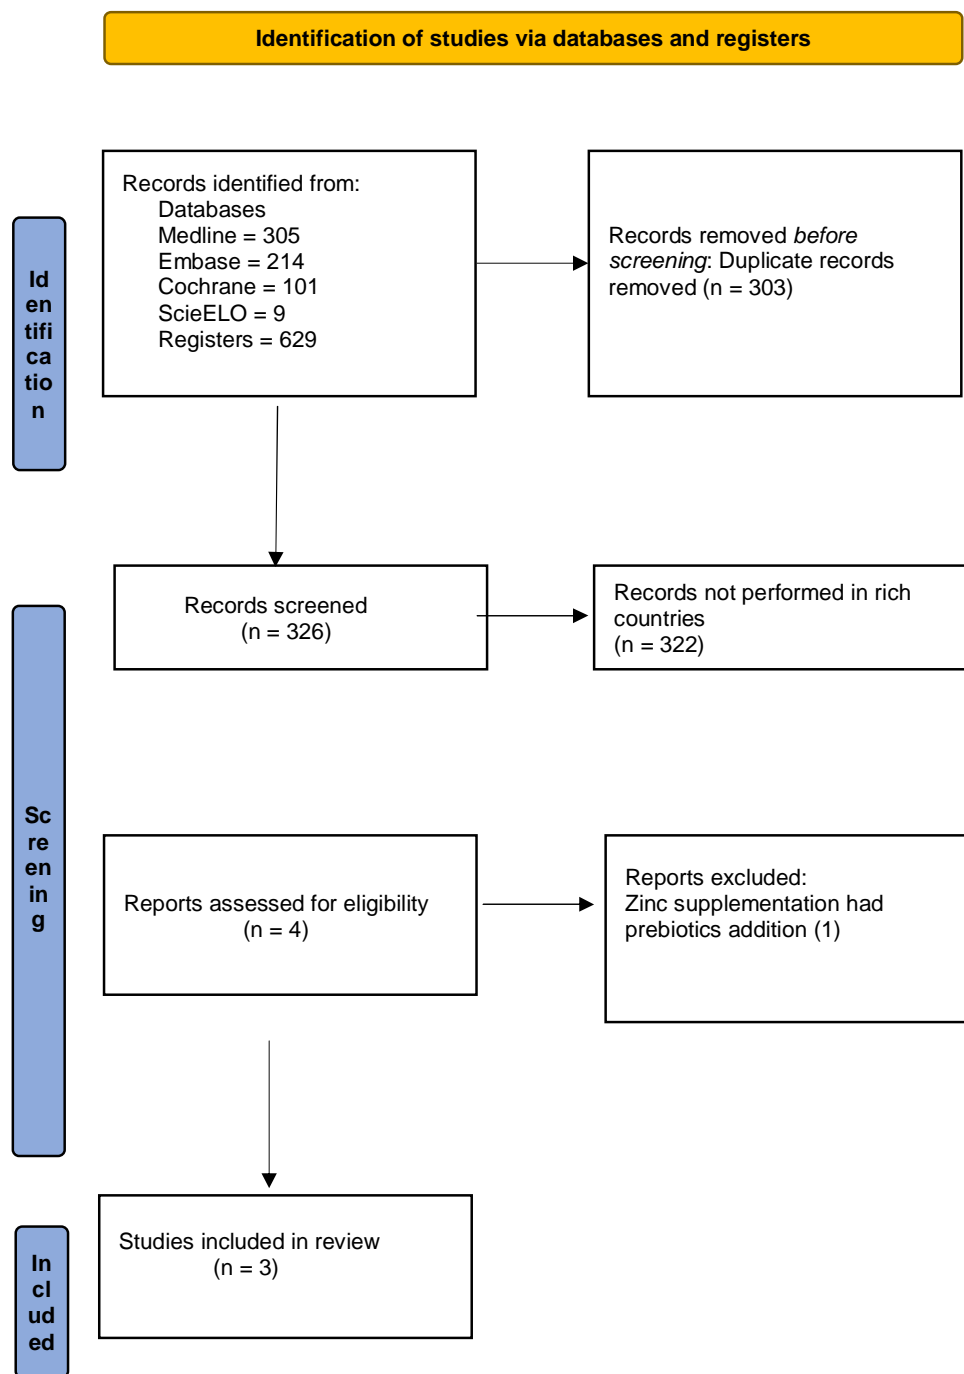 Identification of studies via databases and registers
Id
en
tifi
ca
tio
n
Records identified from:
Databases
Medline = 305
Embase = 214
Cochrane = 101
ScieELO = 9
Registers = 629
Records removed before
screening: Duplicate records
removed (n = 303)
Sc
re
en
in
g
Records screened
(n = 326)
Records not performed in rich
countries
(n = 322)
Reports assessed for eligibility
(n = 4)
Reports excluded:
Zinc supplementation had
prebiotics addition (1)
In
cl
ud
ed
Studies included in review
(n = 3)